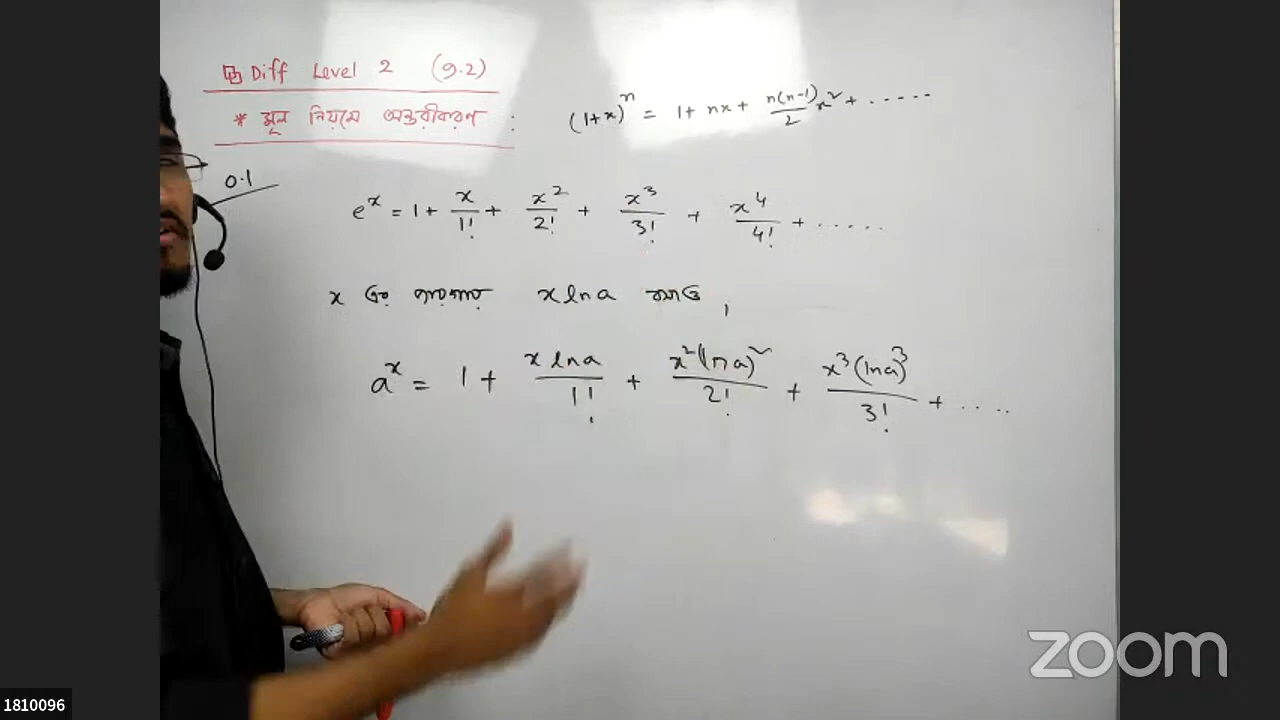 Diff Level 2 (9.2)
* মূল নিয়মে অন্তরীকরণ :
(1+x)^n = 1 + nx + n(n-1)/2 x^2 + .....
0.1
e^x = 1 + x/1! + x^2/2! + x^3/3! + x^4/4! + .....
x এর পরিবর্তে x ln a বসাও,
a^x = 1 + x ln a/1! + x^2(ln a)^2/2! + x^3(ln a)^3/3! + ....
zoom
1810096